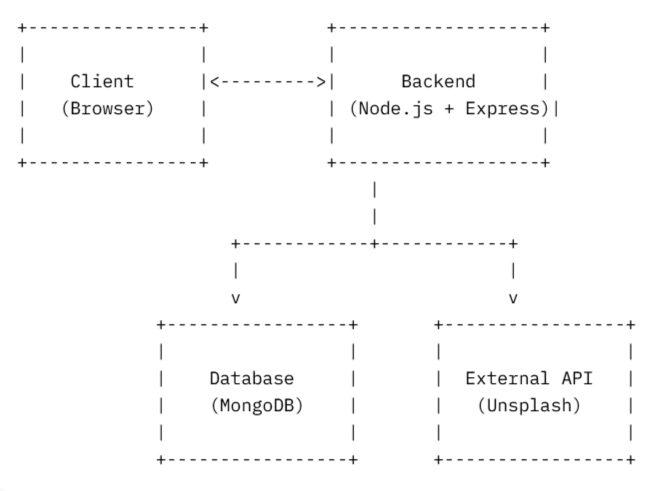 +----------------+           +-------------------+
|                |           |                   |
|    Client      |<--------->|      Backend      |
|   (Browser)    |           | (Node.js + Express)|
|                |           |                   |
+----------------+           +-------------------+
                                 |
                                 |
                    +------------+------------+
                    |                         |
                    v                         v
             +-----------------+       +-----------------+
             |                 |       |                 |
             |    Database     |       |  External API   |
             |    (MongoDB)    |       |   (Unsplash)    |
             |                 |       |                 |
             +-----------------+       +-----------------+